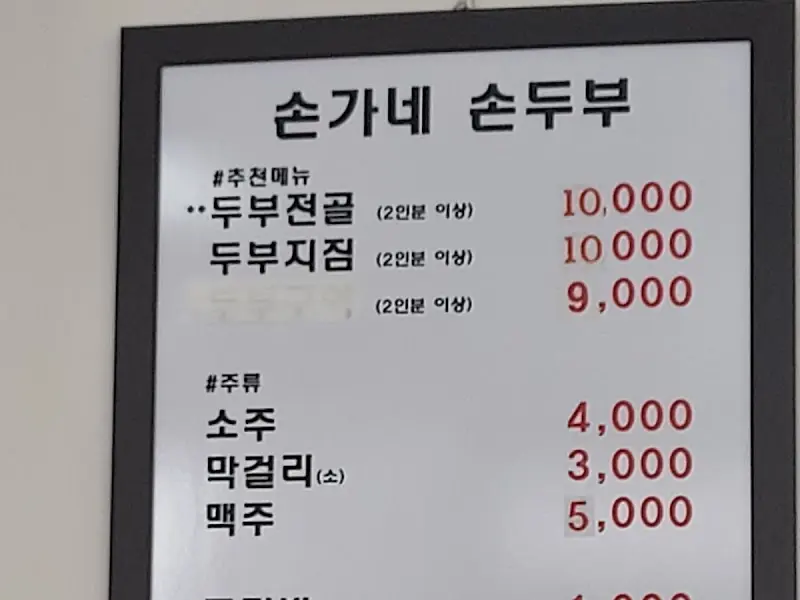 손가네 손두부
#추천메뉴
··두부전골 (2인분 이상) 10,000
두부지짐 (2인분 이상) 10 000
(2인분 이상) 9,000
#주류
소주 4,000
막걸리(소) 3,000
맥주 5,000